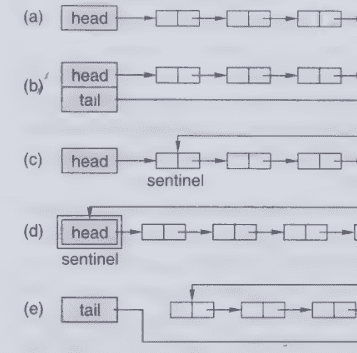 (a) head
(b) head
tail
(c) head
sentinel
(d) head
sentinel
(e) tail